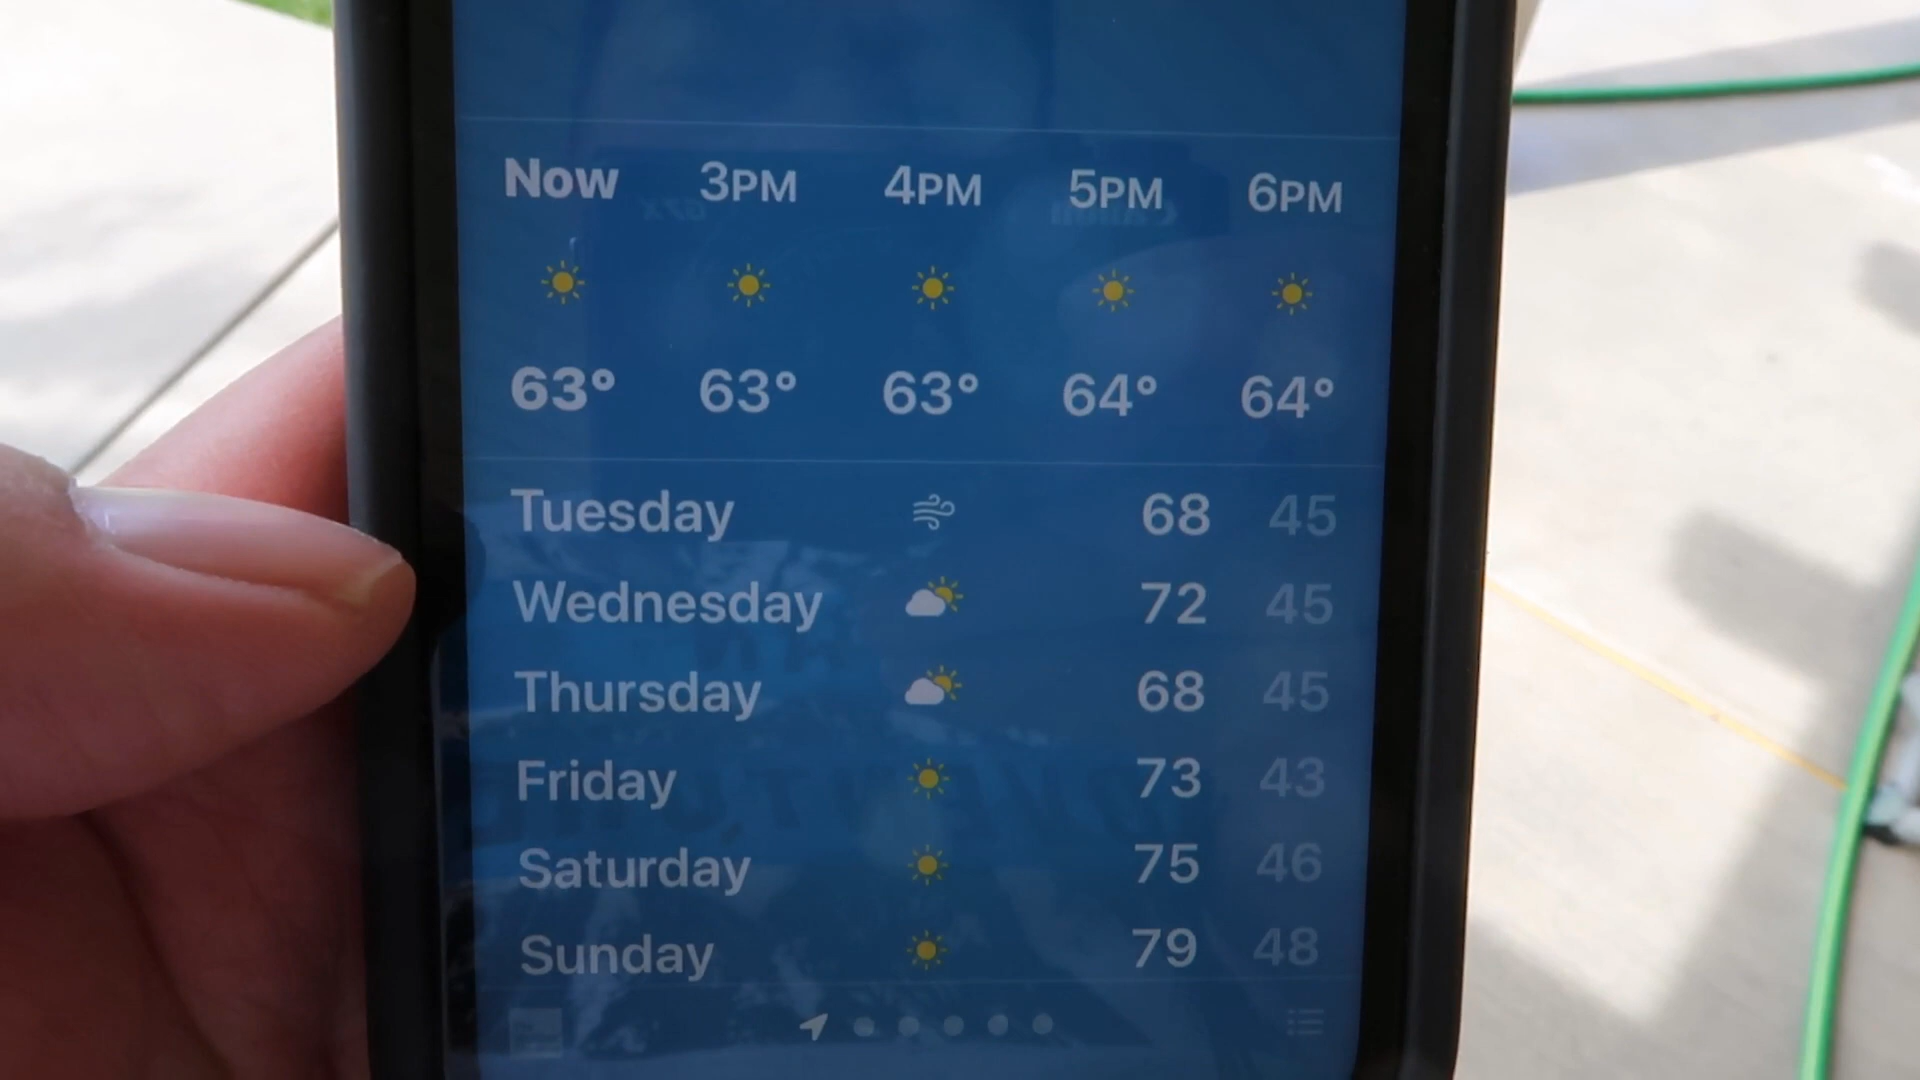 Now 3PM 4PM 5PM 6PM
63° 63° 63° 64° 64°
Tuesday 68 45
Wednesday 72 45
Thursday 68 45
Friday 73 43
Saturday 75 46
Sunday 79 48